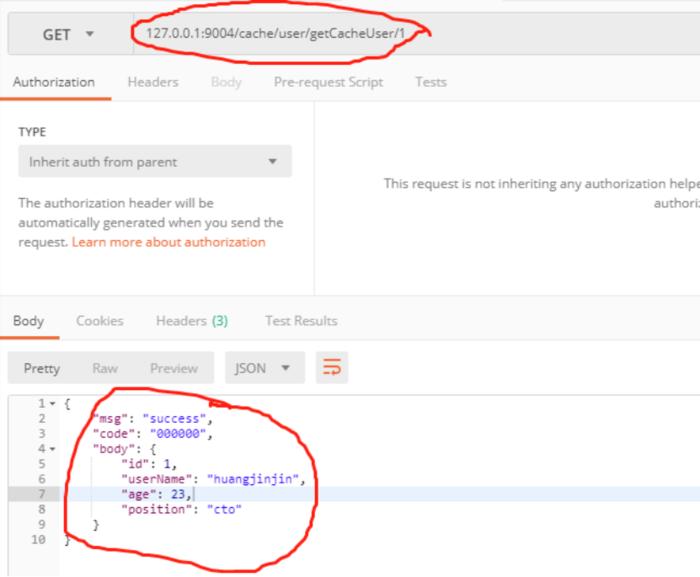 GET 127.0.0.1:9004/cache/user/getCacheUser/1
Authorization Headers Body Pre-request Script Tests
TYPE
Inherit auth from parent
The authorization header will be
automatically generated when you send the
request. Learn more about authorization
This request is not inheriting any authorization helpe
authoriz
Body Cookies Headers (3) Test Results
Pretty Raw Preview JSON
1 {
2 "msg": "success",
3 "code": "000000",
4 "body": {
5 "id": 1,
6 "userName": "huangjinjin",
7 "age": 23,
8 "position": "cto"
9 }
10 }